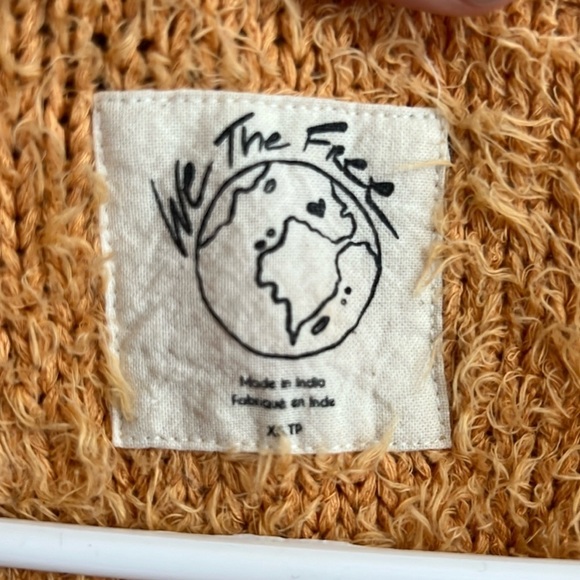 We The Free
Made in India
Fabriqué en Inde
XS TP